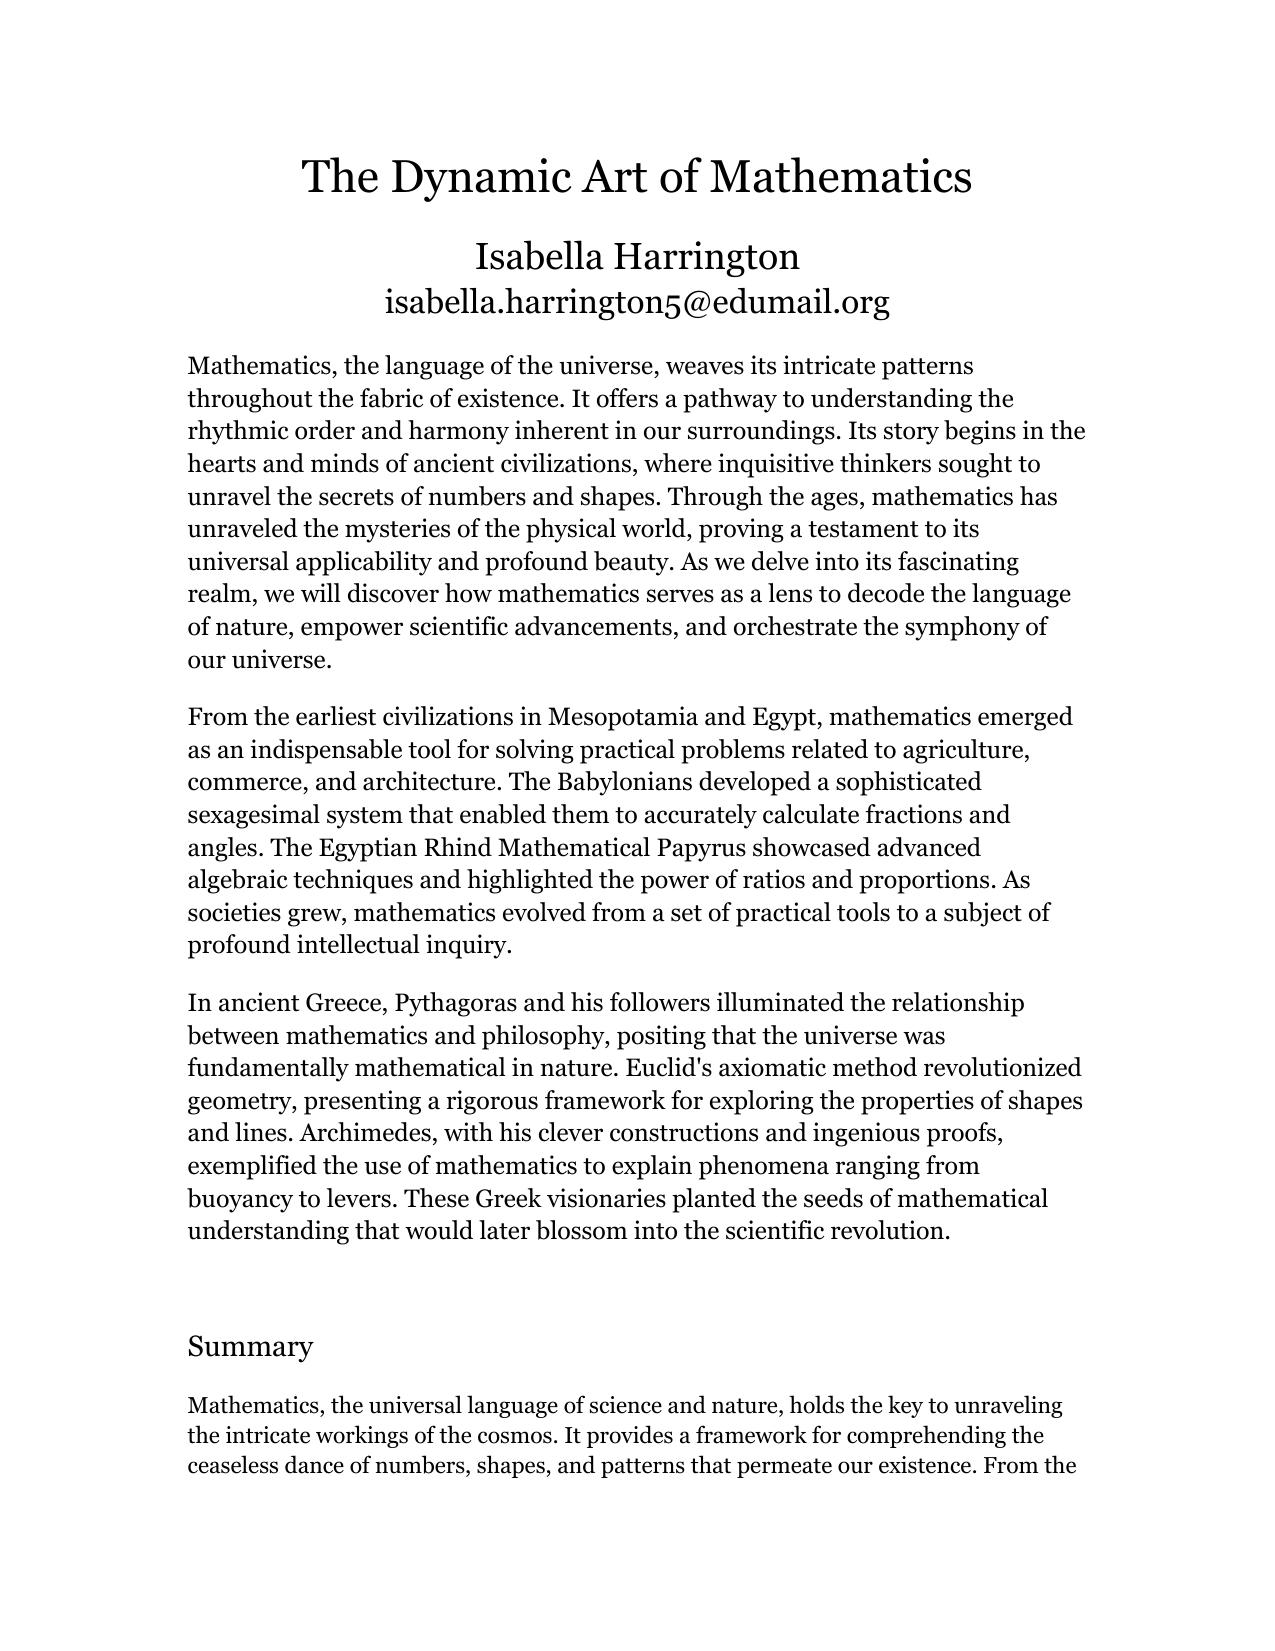 The Dynamic Art of Mathematics
Isabella Harrington
isabella.harrington5@edumail.org
Mathematics, the language of the universe, weaves its intricate patterns
throughout the fabric of existence. It offers a pathway to understanding the
rhythmic order and harmony inherent in our surroundings. Its story begins in the
hearts and minds of ancient civilizations, where inquisitive thinkers sought to
unravel the secrets of numbers and shapes. Through the ages, mathematics has
unraveled the mysteries of the physical world, proving a testament to its
universal applicability and profound beauty. As we delve into its fascinating
realm, we will discover how mathematics serves as a lens to decode the language
of nature, empower scientific advancements, and orchestrate the symphony of
our universe.
From the earliest civilizations in Mesopotamia and Egypt, mathematics emerged
as an indispensable tool for solving practical problems related to agriculture,
commerce, and architecture. The Babylonians developed a sophisticated
sexagesimal system that enabled them to accurately calculate fractions and
angles. The Egyptian Rhind Mathematical Papyrus showcased advanced
algebraic techniques and highlighted the power of ratios and proportions. As
societies grew, mathematics evolved from a set of practical tools to a subject of
profound intellectual inquiry.
In ancient Greece, Pythagoras and his followers illuminated the relationship
between mathematics and philosophy, positing that the universe was
fundamentally mathematical in nature. Euclid's axiomatic method revolutionized
geometry, presenting a rigorous framework for exploring the properties of shapes
and lines. Archimedes, with his clever constructions and ingenious proofs,
exemplified the use of mathematics to explain phenomena ranging from
buoyancy to levers. These Greek visionaries planted the seeds of mathematical
understanding that would later blossom into the scientific revolution.
Summary
Mathematics, the universal language of science and nature, holds the key to unraveling
the intricate workings of the cosmos. It provides a framework for comprehending the
ceaseless dance of numbers, shapes, and patterns that permeate our existence. From the